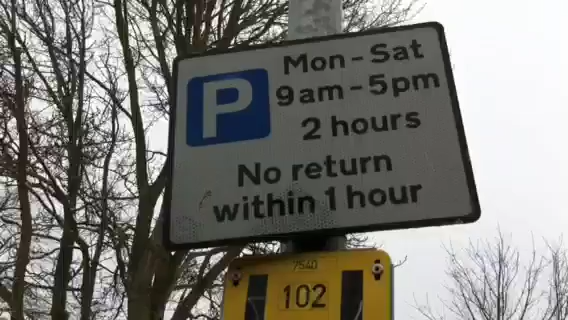 P
Mon - Sat
9am - 5pm
2 hours
No return
within 1 hour
7540
102